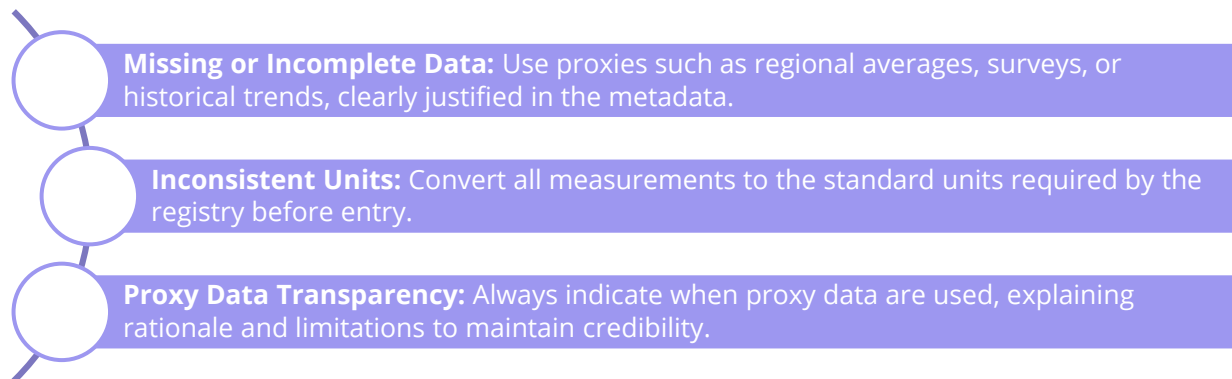 Missing or Incomplete Data: Use proxies such as regional averages, surveys, or
historical trends, clearly justified in the metadata.
Inconsistent Units: Convert all measurements to the standard units required by the
registry before entry.
Proxy Data Transparency: Always indicate when proxy data are used, explaining
rationale and limitations to maintain credibility.